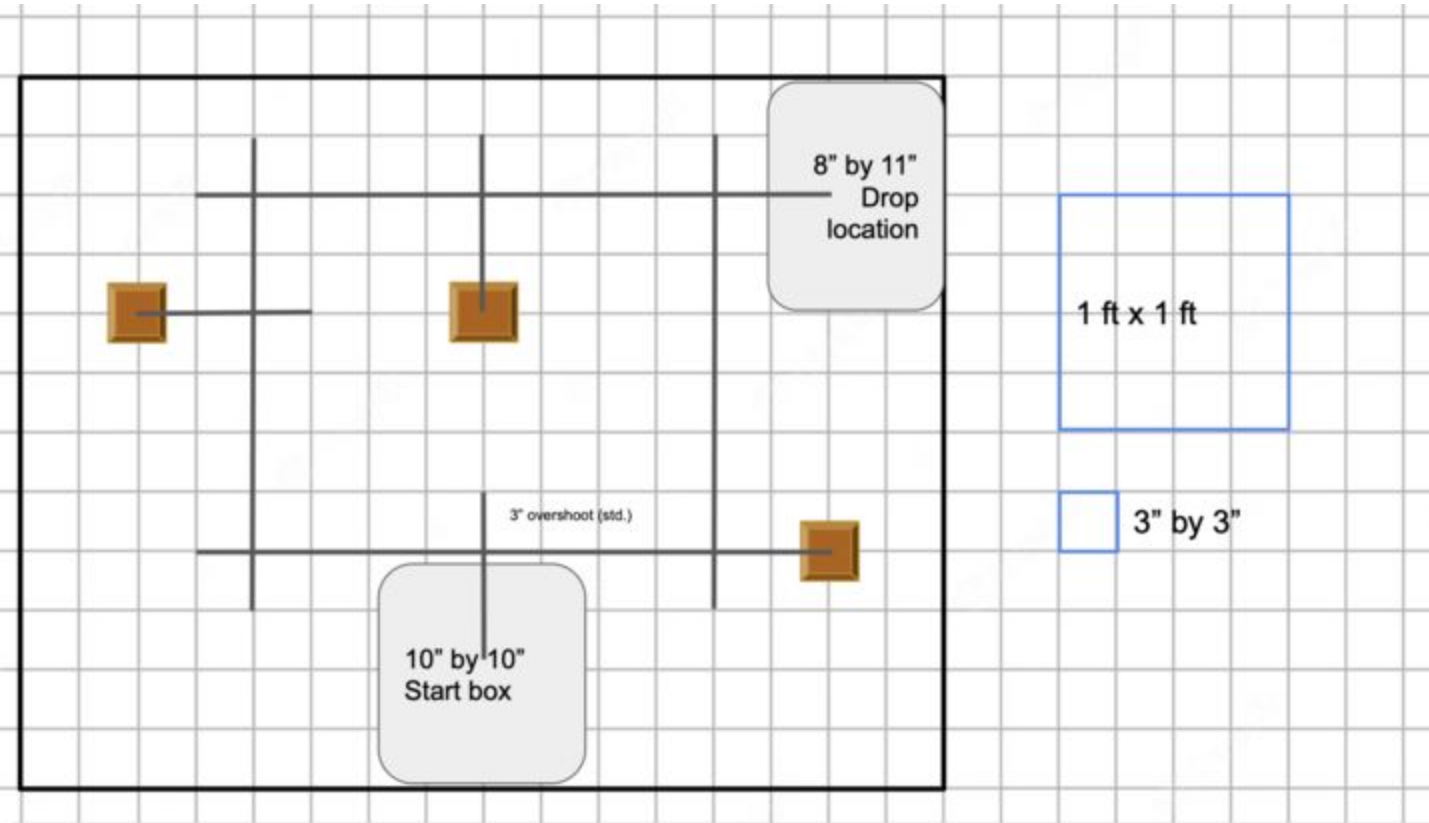 8” by 11”
Drop
location
1 ft x 1 ft
3” overshoot (std.)
3” by 3”
10” by 10”
Start box